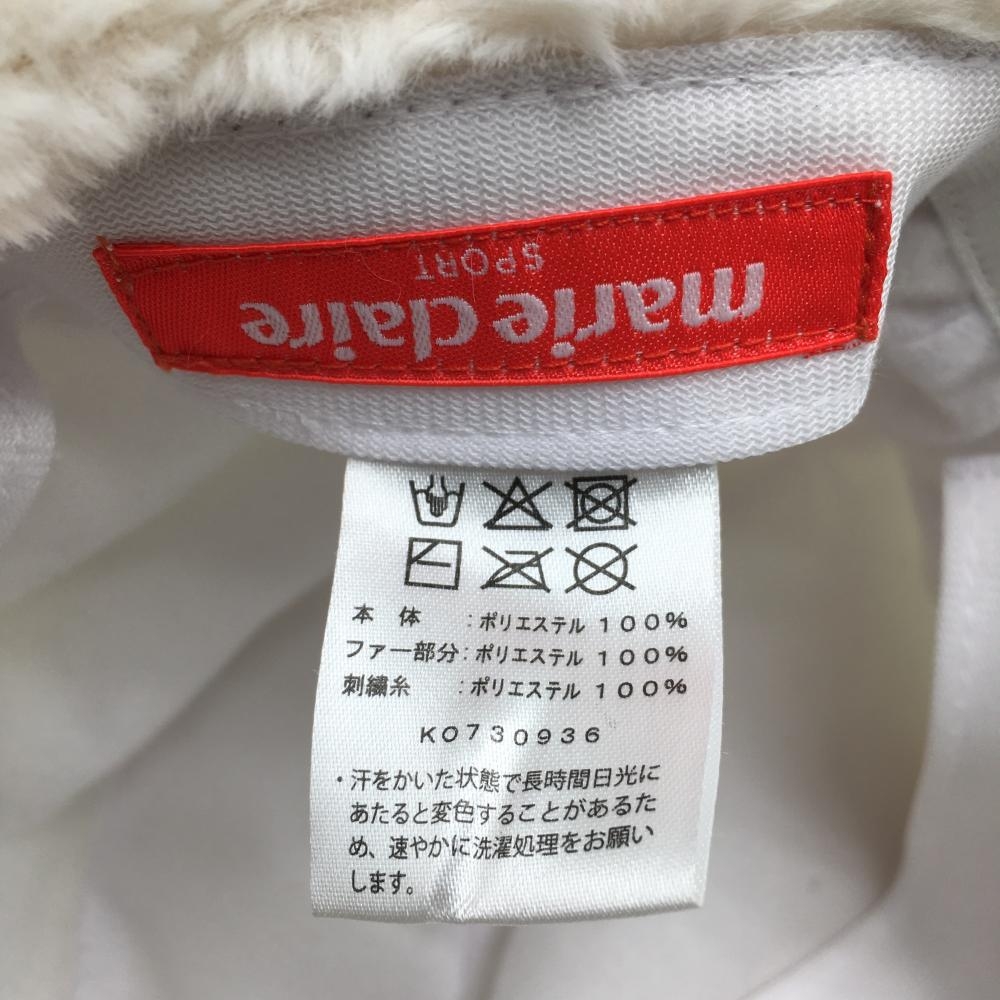 marie claire
SPORT
本体 : ポリエステル 100%
ファー部分 : ポリエステル 100%
刺繍糸 : ポリエステル 100%
K0730936
・汗をかいた状態で長時間日光に
あたると変色することがあるた
め、速やかに洗濯処理をお願い
します。